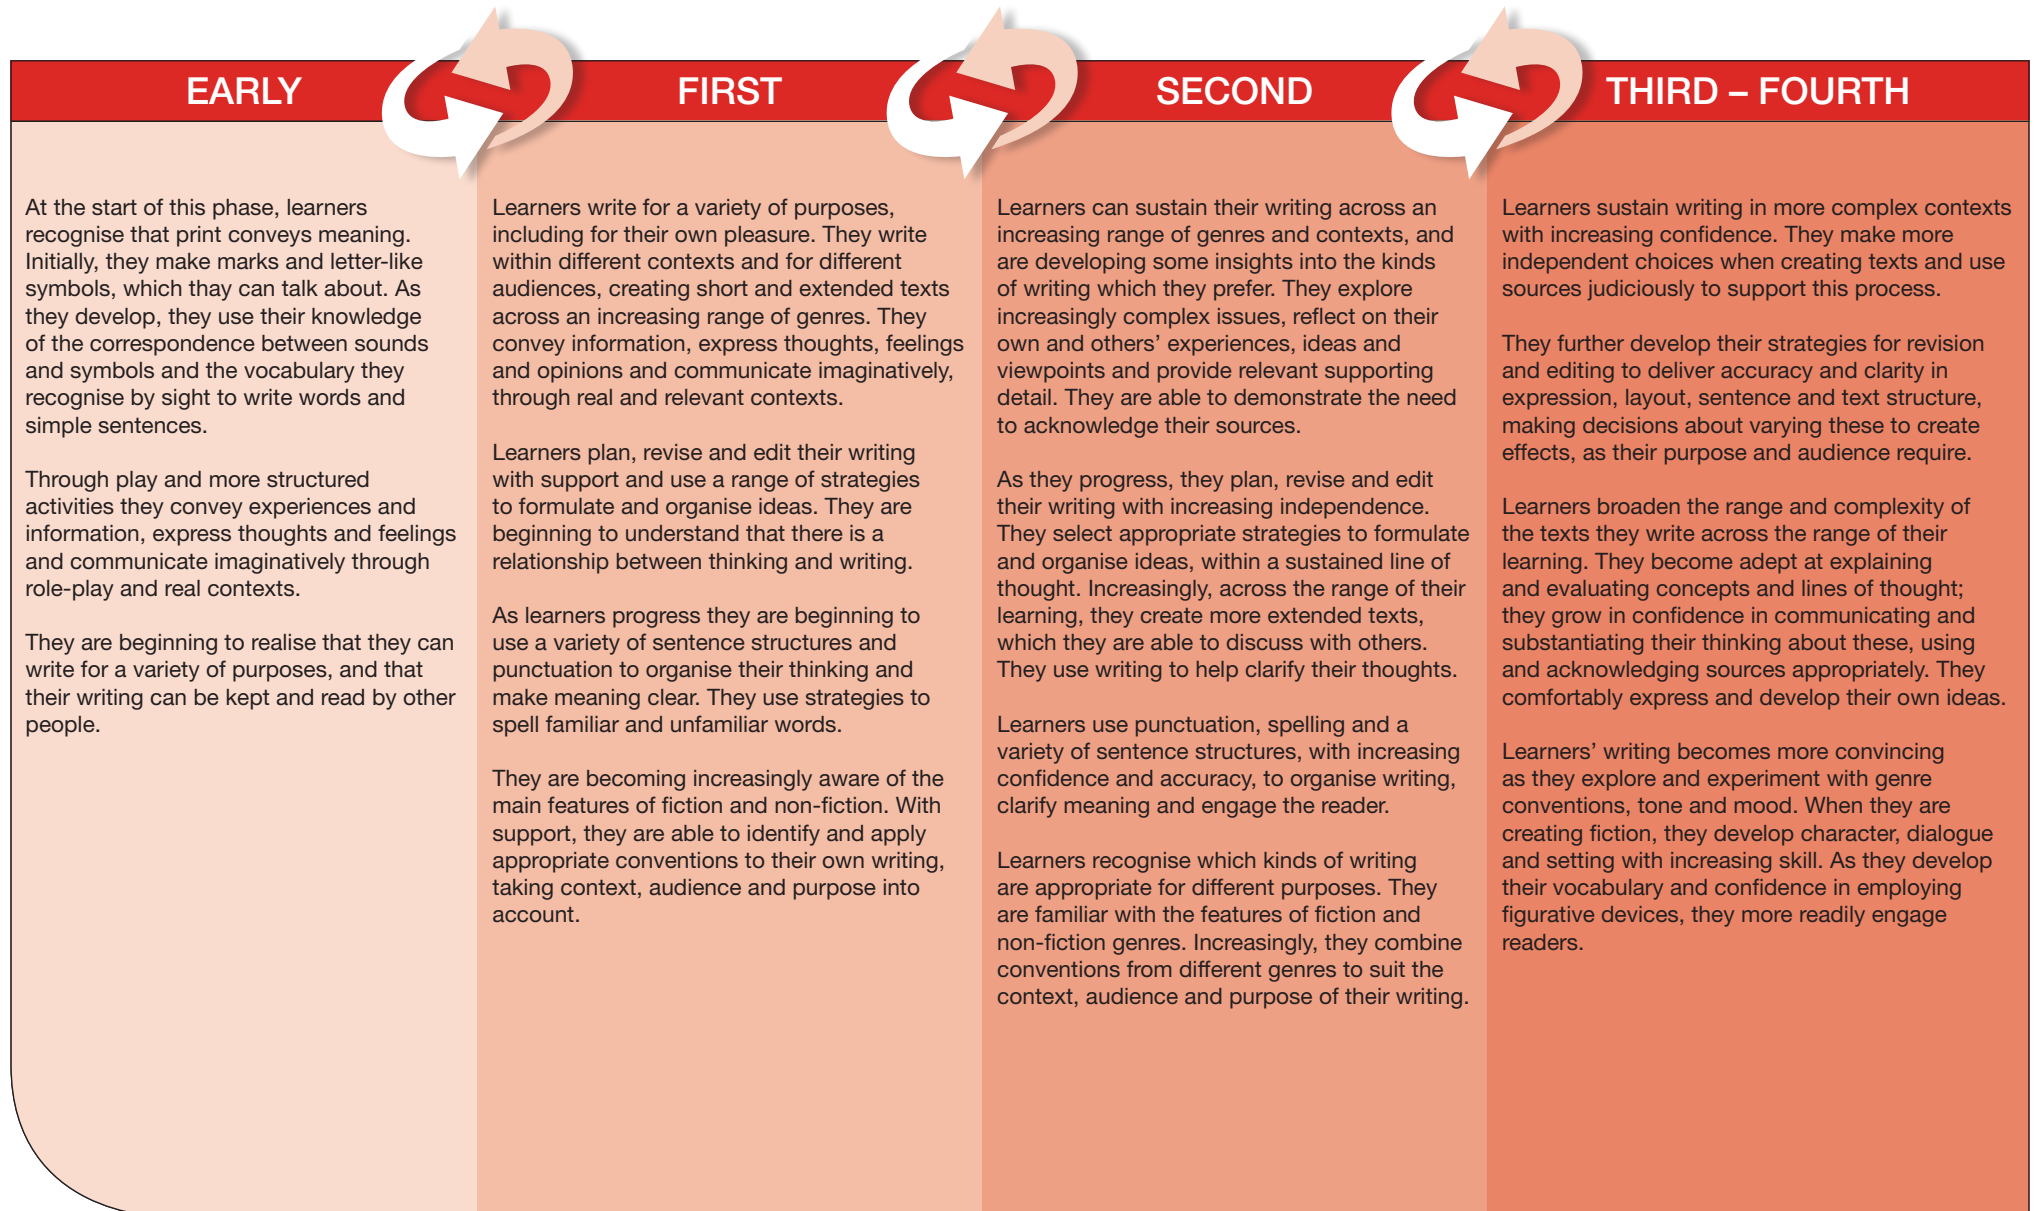 EARLY
At the start of this phase, learners
recognise that print conveys meaning.
Initially, they make marks and letter-like
symbols, which thay can talk about. As
they develop, they use their knowledge
of the correspondence between sounds
and symbols and the vocabulary they
recognise by sight to write words and
simple sentences.
Through play and more structured
activities they convey experiences and
information, express thoughts and feelings
and communicate imaginatively through
role-play and real contexts.
They are beginning to realise that they can
write for a variety of purposes, and that
their writing can be kept and read by other
people.
FIRST
Learners write for a variety of purposes,
including for their own pleasure. They write
within different contexts and for different
audiences, creating short and extended texts
across an increasing range of genres. They
convey information, express thoughts, feelings
and opinions and communicate imaginatively,
through real and relevant contexts.
Learners plan, revise and edit their writing
with support and use a range of strategies
to formulate and organise ideas. They are
beginning to understand that there is a
relationship between thinking and writing.
As learners progress they are beginning to
use a variety of sentence structures and
punctuation to organise their thinking and
make meaning clear. They use strategies to
spell familiar and unfamiliar words.
They are becoming increasingly aware of the
main features of fiction and non-fiction. With
support, they are able to identify and apply
appropriate conventions to their own writing,
taking context, audience and purpose into
account.
SECOND
Learners can sustain their writing across an
increasing range of genres and contexts, and
are developing some insights into the kinds
of writing which they prefer. They explore
increasingly complex issues, reflect on their
own and others’ experiences, ideas and
viewpoints and provide relevant supporting
detail. They are able to demonstrate the need
to acknowledge their sources.
As they progress, they plan, revise and edit
their writing with increasing independence.
They select appropriate strategies to formulate
and organise ideas, within a sustained line of
thought. Increasingly, across the range of their
learning, they create more extended texts,
which they are able to discuss with others.
They use writing to help clarify their thoughts.
Learners use punctuation, spelling and a
variety of sentence structures, with increasing
confidence and accuracy, to organise writing,
clarify meaning and engage the reader.
Learners recognise which kinds of writing
are appropriate for different purposes. They
are familiar with the features of fiction and
non-fiction genres. Increasingly, they combine
conventions from different genres to suit the
context, audience and purpose of their writing.
THIRD – FOURTH
Learners sustain writing in more complex contexts
with increasing confidence. They make more
independent choices when creating texts and use
sources judiciously to support this process.
They further develop their strategies for revision
and editing to deliver accuracy and clarity in
expression, layout, sentence and text structure,
making decisions about varying these to create
effects, as their purpose and audience require.
Learners broaden the range and complexity of
the texts they write across the range of their
learning. They become adept at explaining
and evaluating concepts and lines of thought;
they grow in confidence in communicating and
substantiating their thinking about these, using
and acknowledging sources appropriately. They
comfortably express and develop their own ideas.
Learners’ writing becomes more convincing
as they explore and experiment with genre
conventions, tone and mood. When they are
creating fiction, they develop character, dialogue
and setting with increasing skill. As they develop
their vocabulary and confidence in employing
figurative devices, they more readily engage
readers.